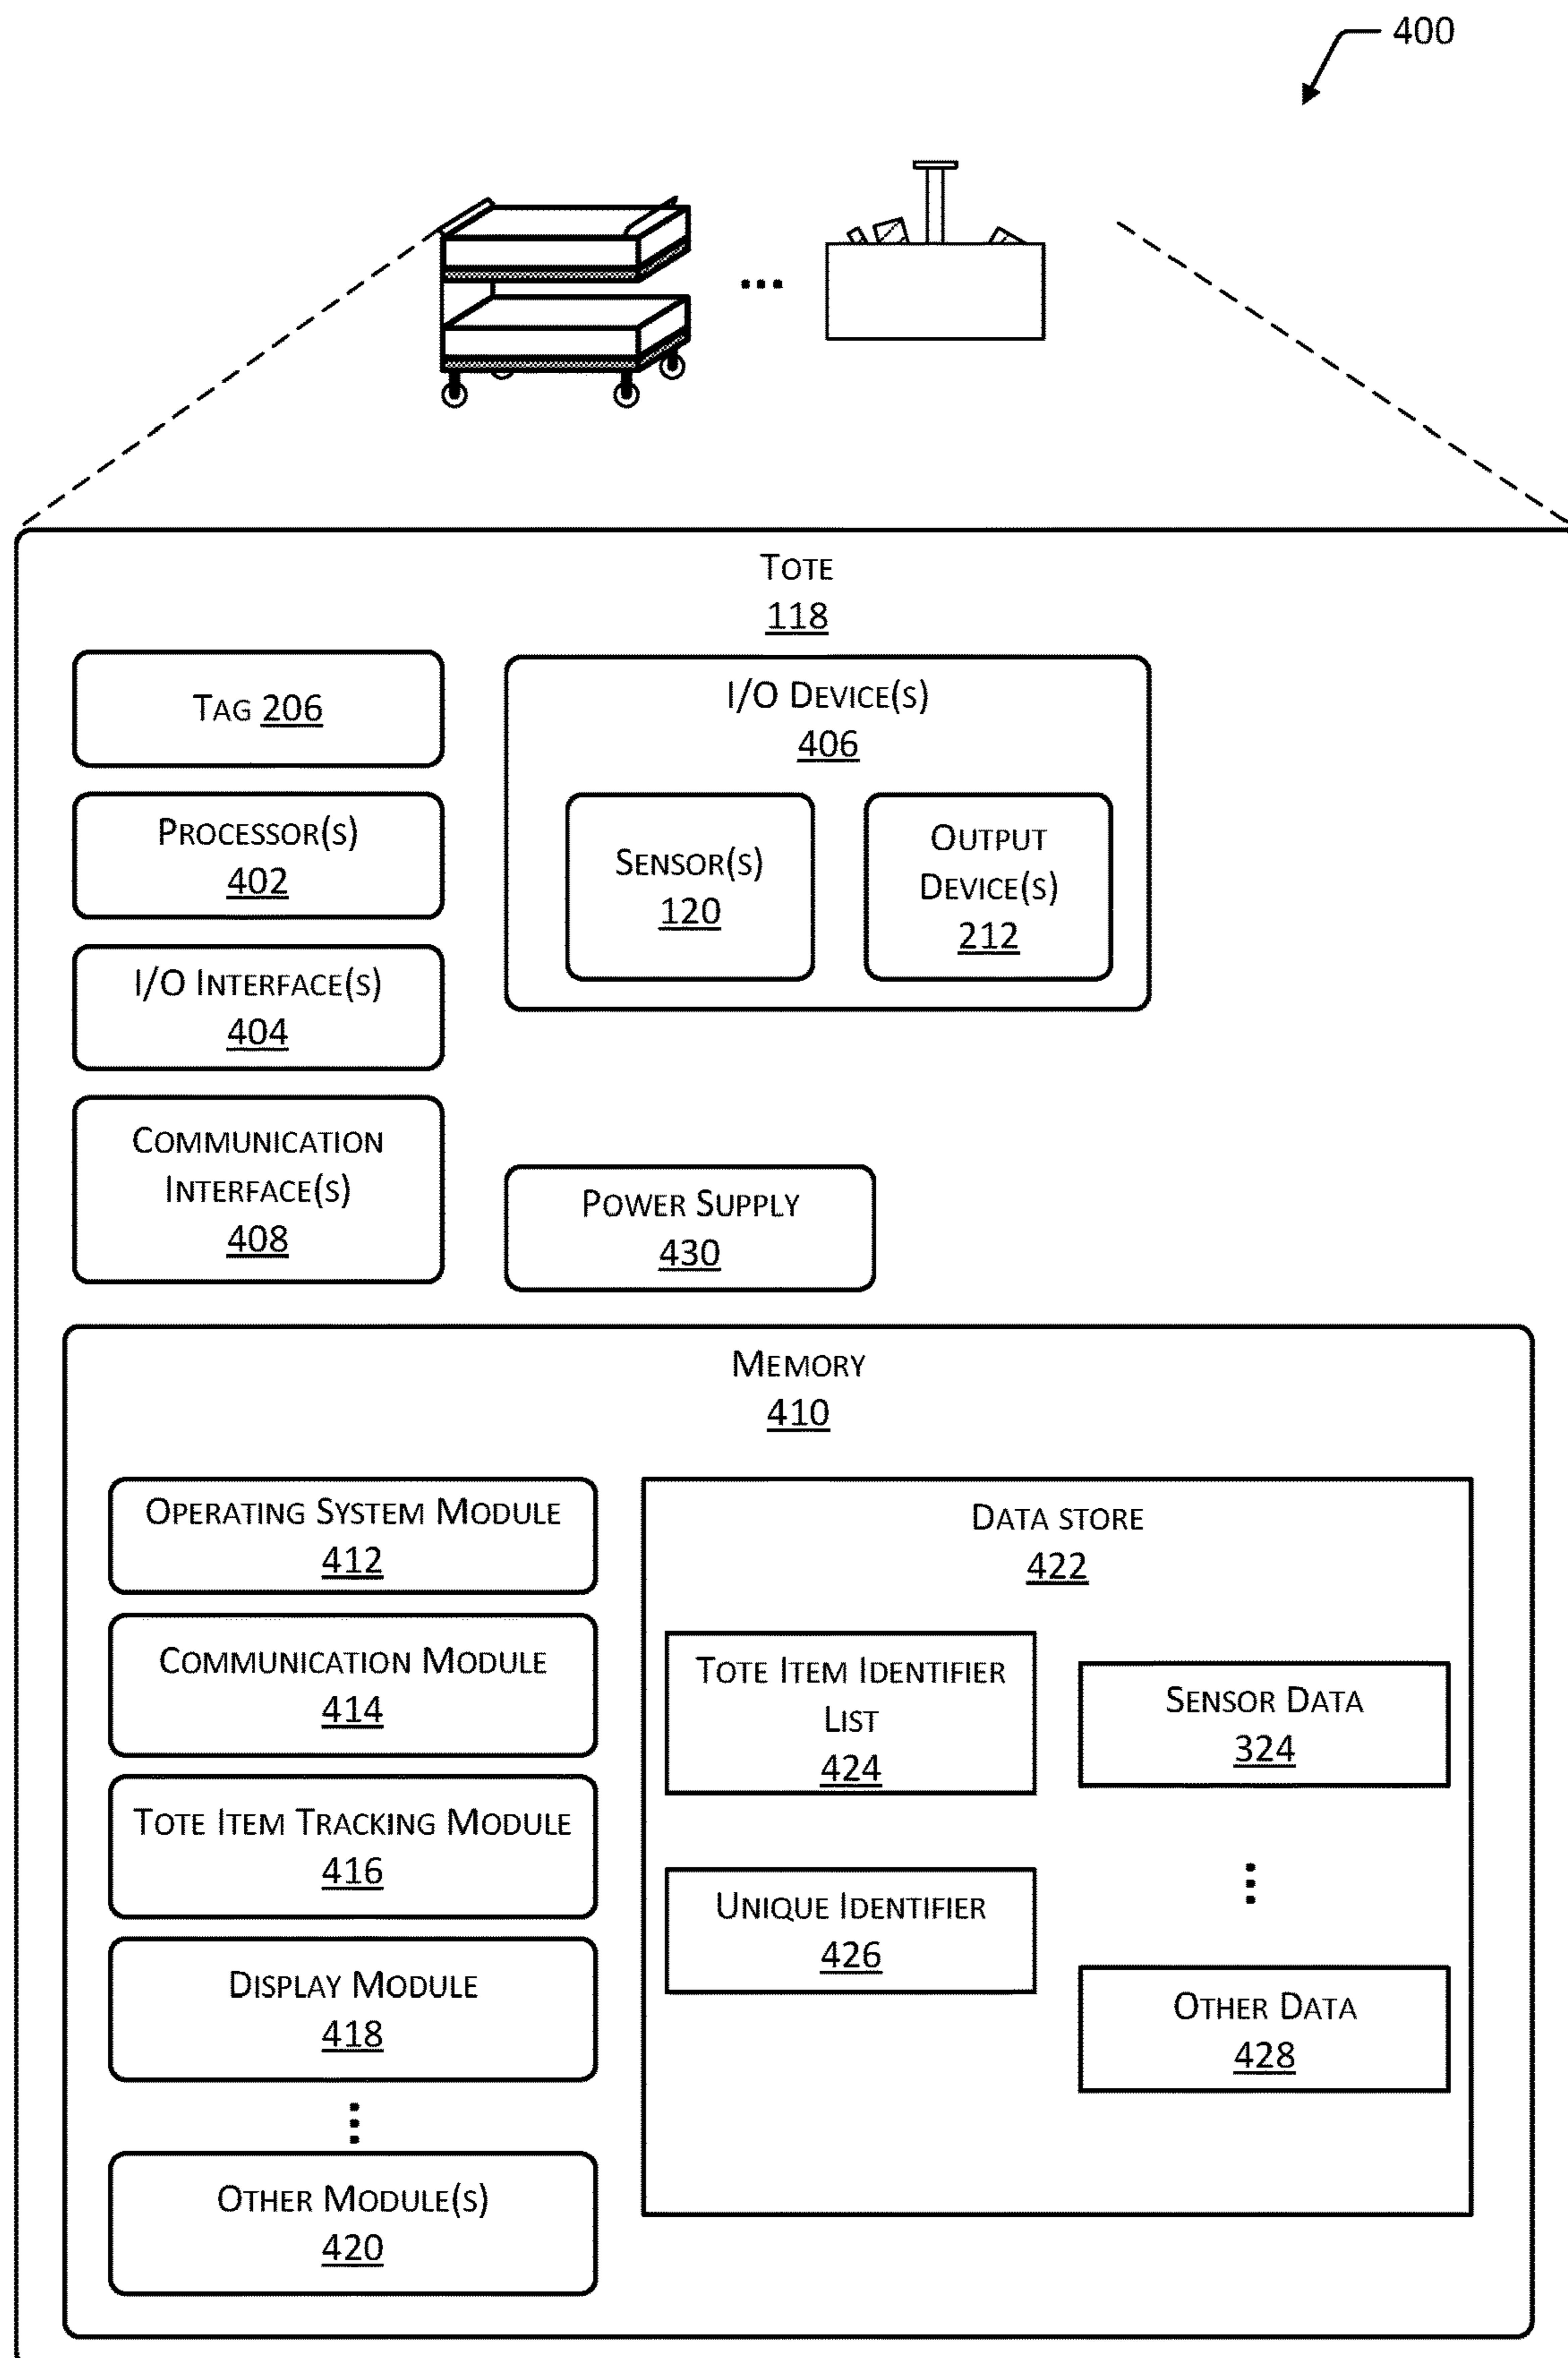 400
Tote
118
Tag 206
Processor(s)
402
I/O Interface(s)
404
Communication
Interface(s)
408
I/O Device(s)
406
Sensor(s)
120
Output
Device(s)
212
Power Supply
430
Memory
410
Operating System Module
412
Communication Module
414
Tote Item Tracking Module
416
Display Module
418
Other Module(s)
420
Data store
422
Tote Item Identifier
List
424
Unique Identifier
426
Sensor Data
324
Other Data
428